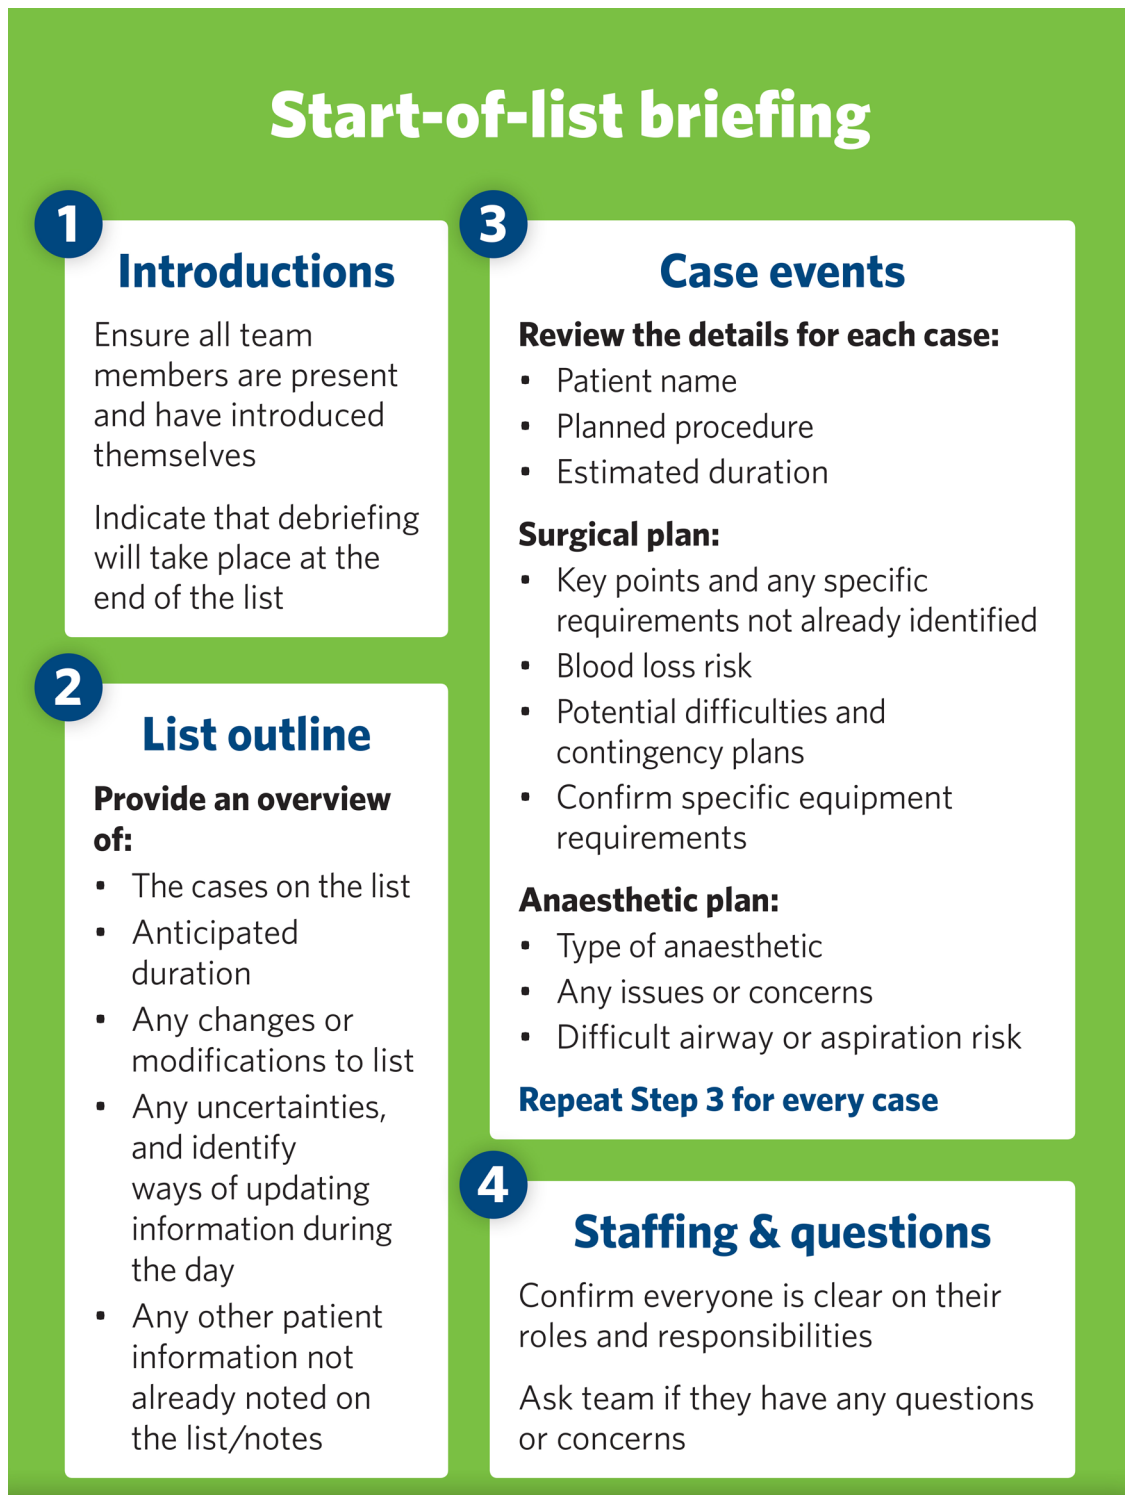 Start-of-list briefing
1
Introductions
Ensure all team
members are present
and have introduced
themselves
Indicate that debriefing
will take place at the
end of the list
2
List outline
Provide an overview
of:
• The cases on the list
• Anticipated
duration
• Any changes or
modifications to list
• Any uncertainties,
and identify
ways of updating
information during
the day
• Any other patient
information not
already noted on
the list/notes
3
Case events
Review the details for each case:
• Patient name
• Planned procedure
• Estimated duration
Surgical plan:
• Key points and any specific
requirements not already identified
• Blood loss risk
• Potential difficulties and
contingency plans
• Confirm specific equipment
requirements
Anaesthetic plan:
• Type of anaesthetic
• Any issues or concerns
• Difficult airway or aspiration risk
Repeat Step 3 for every case
4
Staffing & questions
Confirm everyone is clear on their
roles and responsibilities
Ask team if they have any questions
or concerns